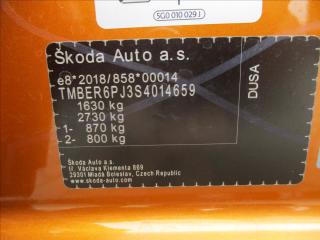 5G0 010 029 J
Škoda Auto a.s.
e8*2018/858*00014
TMBER6PJ3S4014659
1630 kg
2730 kg
1- 870 kg
2- 800 kg
DUSA
Škoda Auto a.s.
tř. Václava Klementa 869
29301 Mladá Boleslav, Czech Republic
www.skoda-auto.com